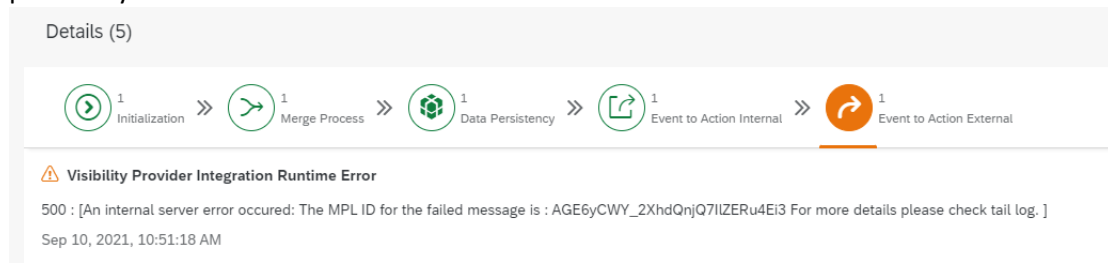 Details (5)
1
Initialization
1
Merge Process
1
Data Persistency
1
Event to Action Internal
1
Event to Action External
Visibility Provider Integration Runtime Error
500 : [An internal server error occured: The MPL ID for the failed message is : AGE6yCWY_2XhdQnjQ7IlZERu4Ei3 For more details please check tail log. ]
Sep 10, 2021, 10:51:18 AM